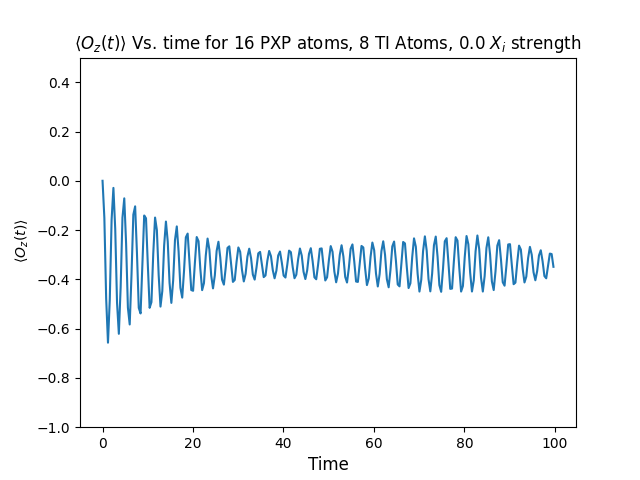 ⟨O_z(t)⟩ Vs. time for 16 PXP atoms, 8 TI Atoms, 0.0 X_i strength
0.4
0.2
0.0
−0.2
−0.4
−0.6
−0.8
−1.0
⟨O_z(t)⟩
0 20 40 60 80 100
Time